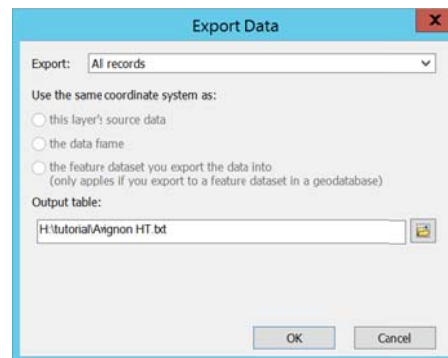 Export Data
X
Export: All records
Use the same coordinate system as:
this layer's source data
the data frame
the feature dataset you export the data into
(only apples if you export to a feature dataset in a geodatabase)
Output table:
H:\tutorial\Avignon HT.txt
OK Cancel